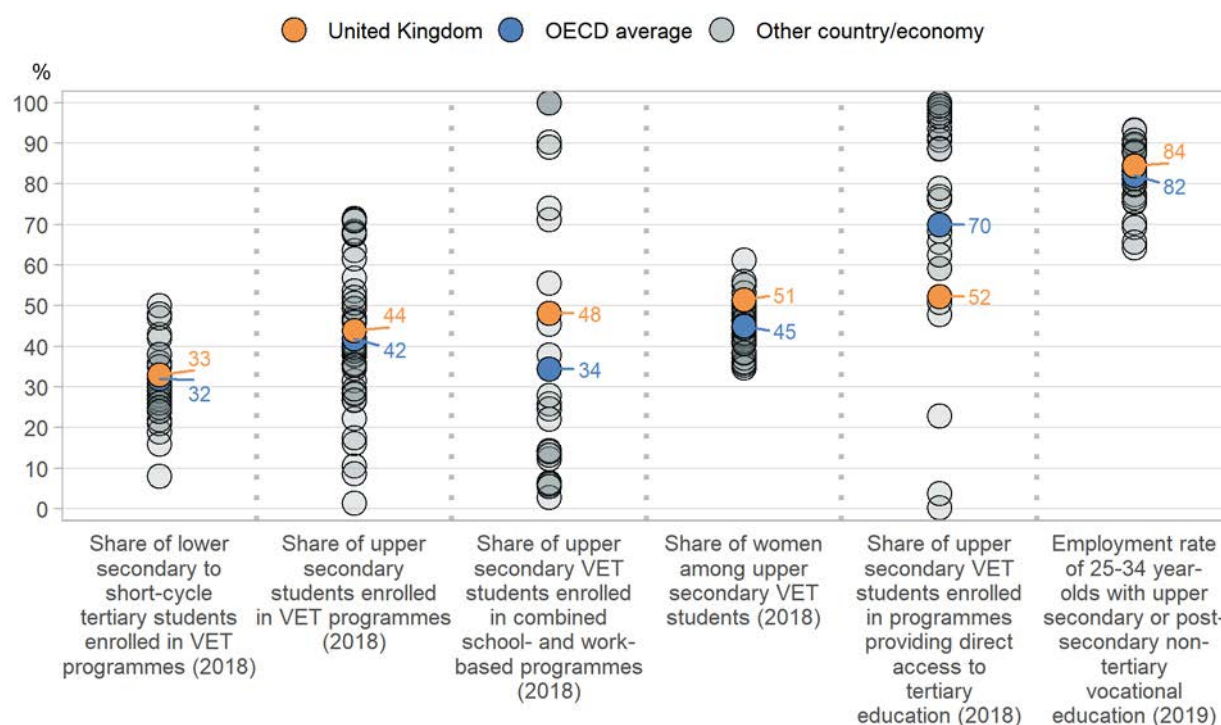 United Kingdom OECD average Other country/economy
%
100
90
80
70
60
50
40
30
20
10
0
33
32
44
42
48
34
51
45
70
52
84
82
Share of lower
secondary to
short-cycle
tertiary students
enrolled in VET
programmes (2018)
Share of upper
secondary
students enrolled
in VET programmes
(2018)
Share of upper
secondary VET
students enrolled
in combined
school- and work-
based programmes
(2018)
Share of women
among upper
secondary VET
students (2018)
Share of upper
secondary VET
students enrolled
in programmes
providing direct
access to
tertiary
education (2018)
Employment rate
of 25-34 year-
olds with upper
secondary or post-
secondary non-
tertiary
vocational
education (2019)